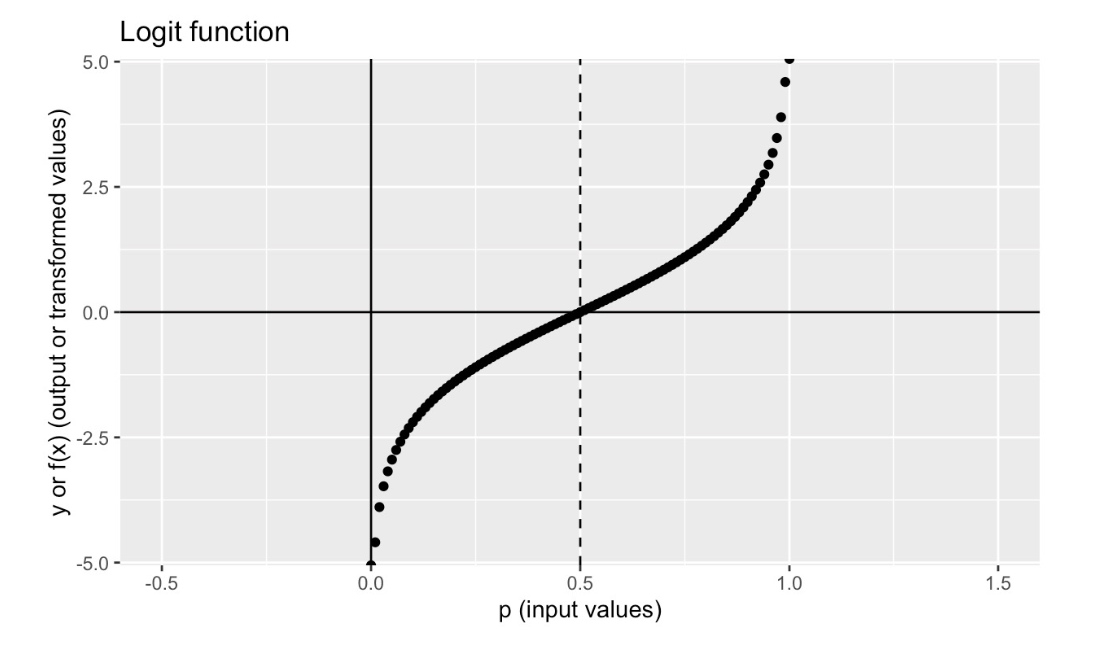 Logit function
y or f(x) (output or transformed values)
5.0
2.5
0.0
-2.5
-5.0
-0.5 0.0 0.5 1.0 1.5
p (input values)